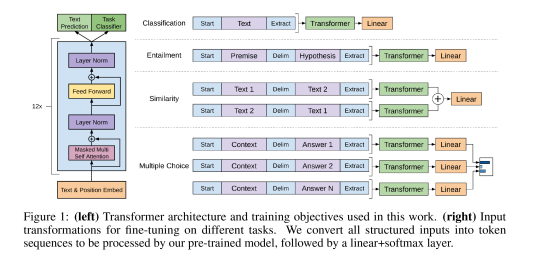 Text Prediction
Task Classifier
Layer Norm
Feed Forward
12x
Layer Norm
Masked Multi Self Attention
Text & Position Embed
Classification Start Text Extract Transformer Linear
Entailment Start Premise Delim Hypothesis Extract Transformer Linear
Similarity
Start Text 1 Delim Text 2 Extract Transformer
Start Text 2 Delim Text 1 Extract Transformer
Linear
Multiple Choice
Start Context Delim Answer 1 Extract Transformer Linear
Start Context Delim Answer 2 Extract Transformer Linear
Start Context Delim Answer N Extract Transformer Linear
Figure 1: (left) Transformer architecture and training objectives used in this work. (right) Input
transformations for fine-tuning on different tasks. We convert all structured inputs into token
sequences to be processed by our pre-trained model, followed by a linear+softmax layer.